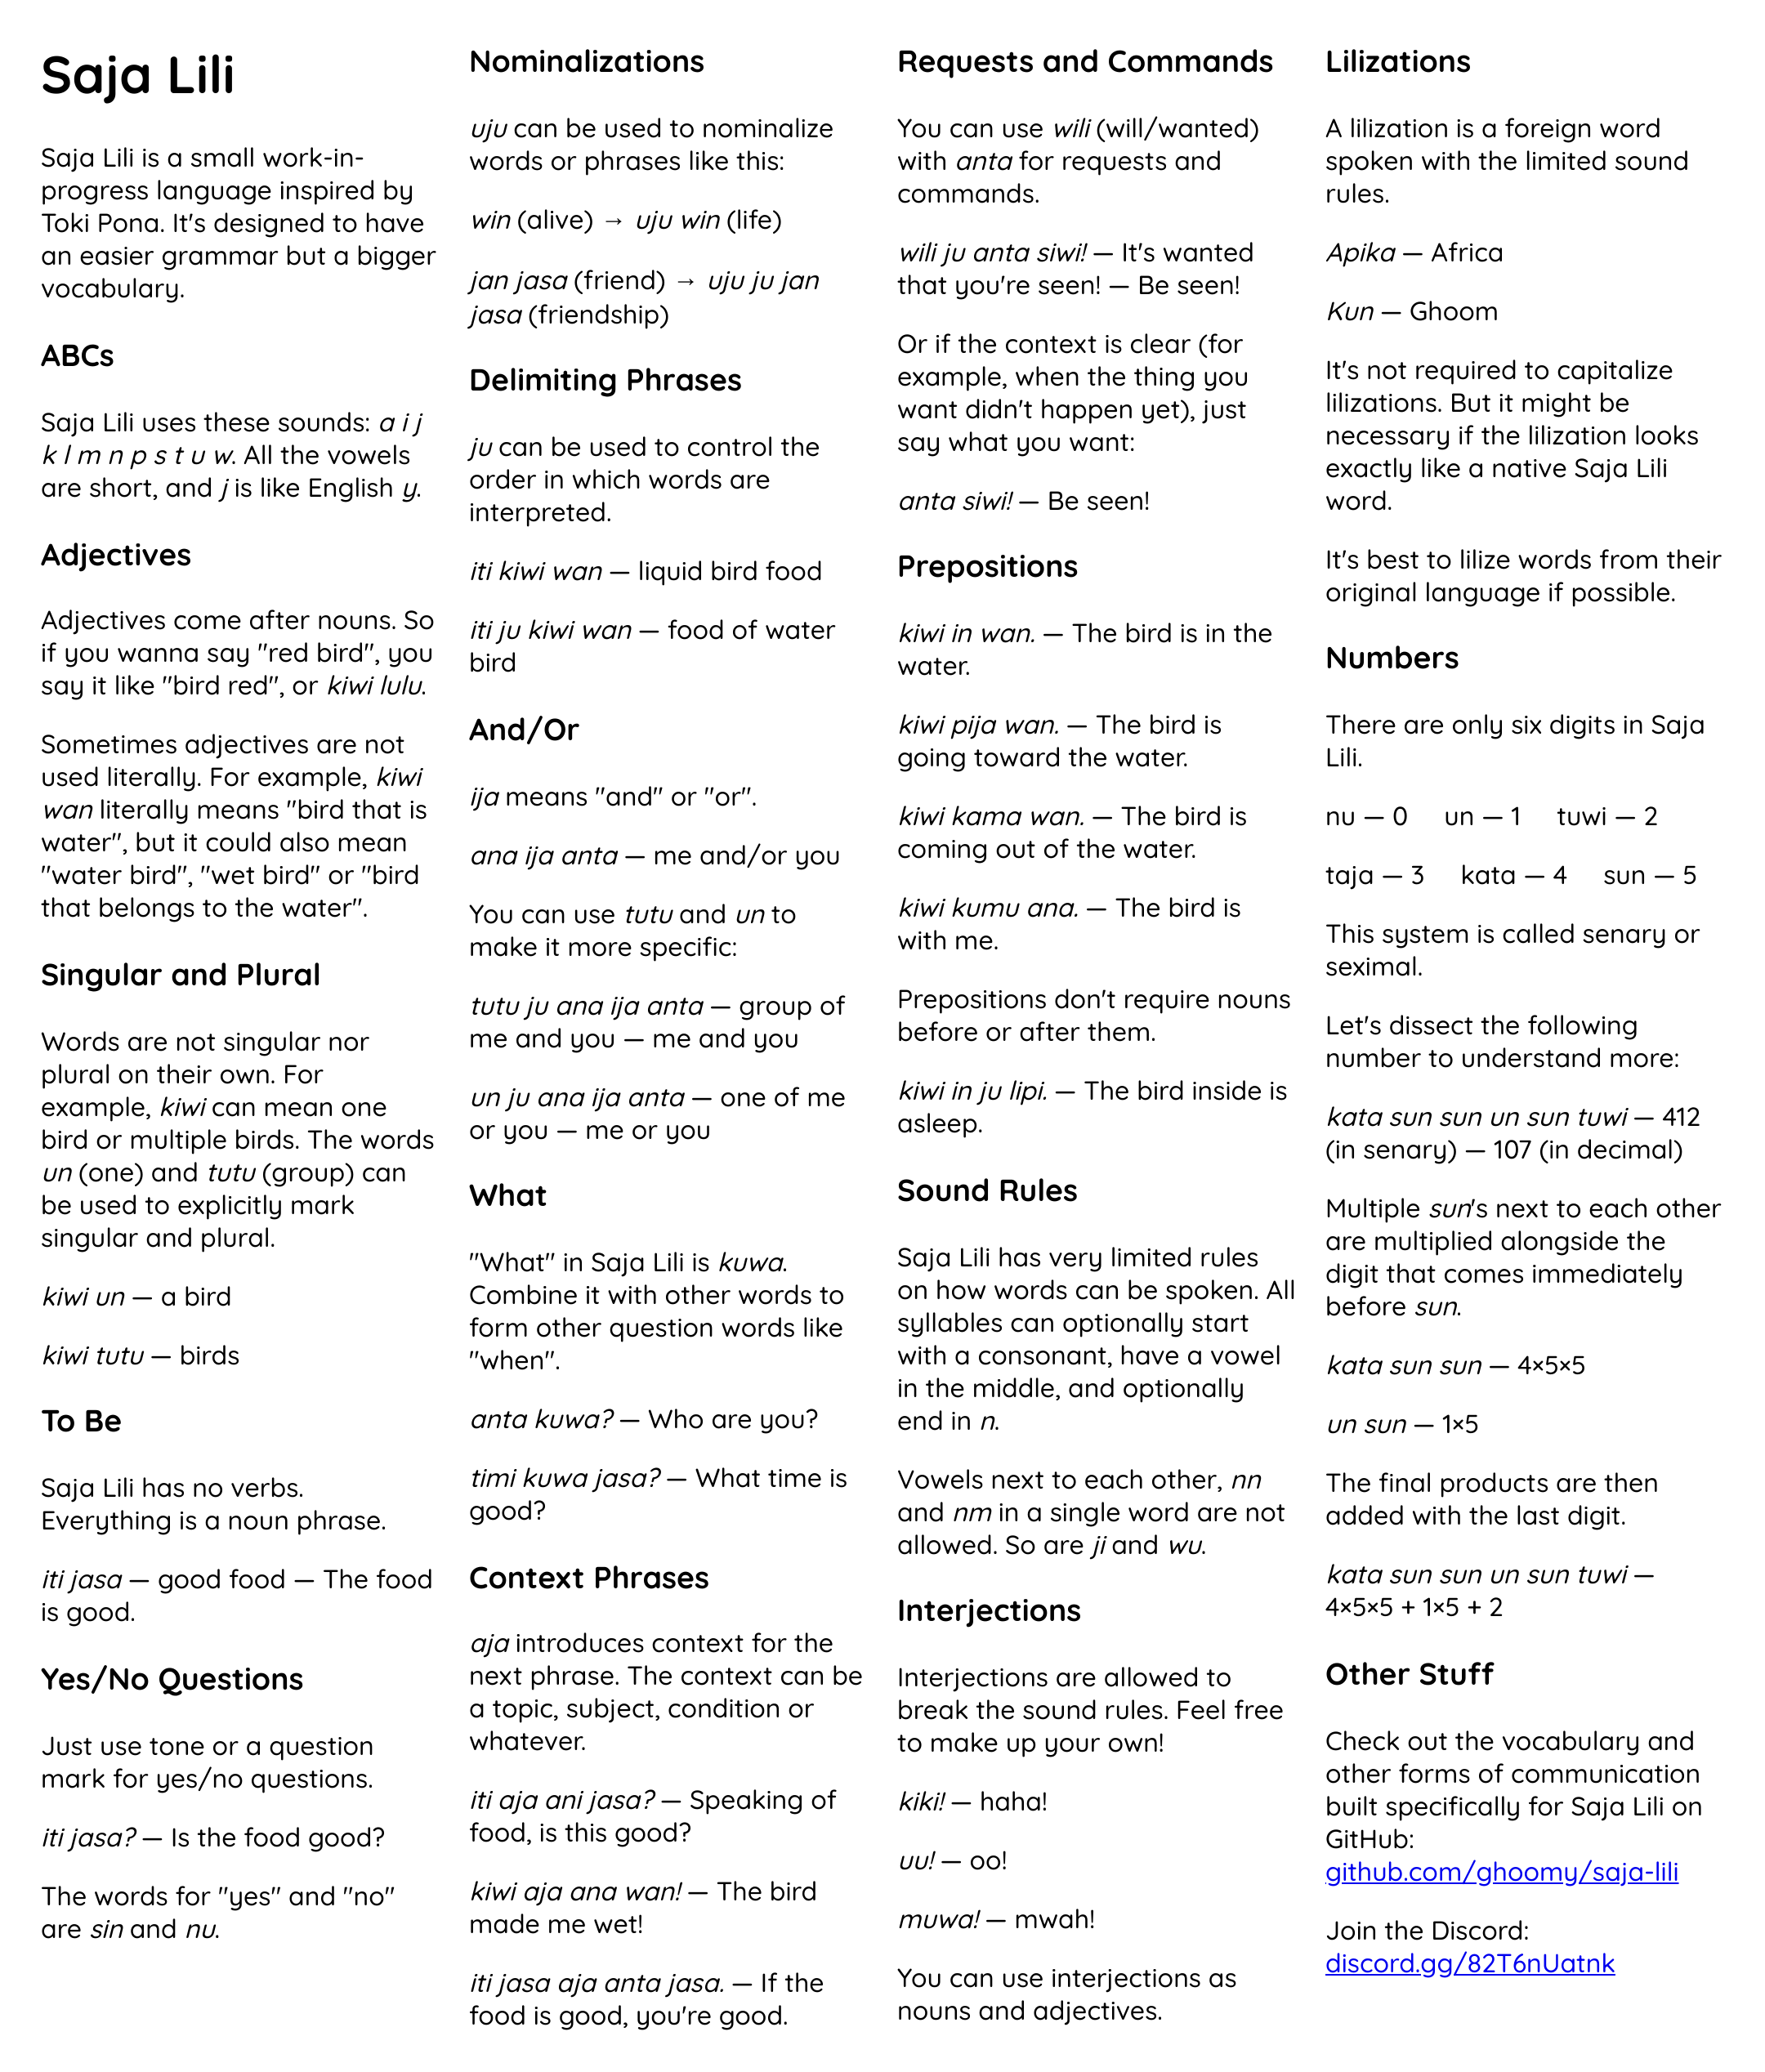 Saja Lili
Saja Lili is a small work-in-
progress language inspired by
Toki Pona. It's designed to have
an easier grammar but a bigger
vocabulary.
ABCs
Saja Lili uses these sounds: a i j
k l m n p s t u w. All the vowels
are short, and j is like English y.
Adjectives
Adjectives come after nouns. So
if you wanna say "red bird", you
say it like "bird red", or kiwi lulu.
Sometimes adjectives are not
used literally. For example, kiwi
wan literally means "bird that is
water", but it could also mean
"water bird", "wet bird" or "bird
that belongs to the water".
Singular and Plural
Words are not singular nor
plural on their own. For
example, kiwi can mean one
bird or multiple birds. The words
un (one) and tutu (group) can
be used to explicitly mark
singular and plural.
kiwi un — a bird
kiwi tutu — birds
To Be
Saja Lili has no verbs.
Everything is a noun phrase.
iti jasa — good food — The food
is good.
Yes/No Questions
Just use tone or a question
mark for yes/no questions.
iti jasa? — Is the food good?
The words for "yes" and "no"
are sin and nu.
Nominalizations
uju can be used to nominalize
words or phrases like this:
win (alive) → uju win (life)
jan jasa (friend) → uju ju jan
jasa (friendship)
Delimiting Phrases
ju can be used to control the
order in which words are
interpreted.
iti kiwi wan — liquid bird food
iti ju kiwi wan — food of water
bird
And/Or
ija means "and" or "or".
ana ija anta — me and/or you
You can use tutu and un to
make it more specific:
tutu ju ana ija anta — group of
me and you — me and you
un ju ana ija anta — one of me
or you — me or you
What
"What" in Saja Lili is kuwa.
Combine it with other words to
form other question words like
"when".
anta kuwa? — Who are you?
timi kuwa jasa? — What time is
good?
Context Phrases
aja introduces context for the
next phrase. The context can be
a topic, subject, condition or
whatever.
iti aja ani jasa? — Speaking of
food, is this good?
kiwi aja ana wan! — The bird
made me wet!
iti jasa aja anta jasa. — If the
food is good, you're good.
Requests and Commands
You can use wili (will/wanted)
with anta for requests and
commands.
wili ju anta siwi! — It's wanted
that you're seen! — Be seen!
Or if the context is clear (for
example, when the thing you
want didn't happen yet), just
say what you want:
anta siwi! — Be seen!
Prepositions
kiwi in wan. — The bird is in the
water.
kiwi pija wan. — The bird is
going toward the water.
kiwi kama wan. — The bird is
coming out of the water.
kiwi kumu ana. — The bird is
with me.
Prepositions don't require nouns
before or after them.
kiwi in ju lipi. — The bird inside is
asleep.
Sound Rules
Saja Lili has very limited rules
on how words can be spoken. All
syllables can optionally start
with a consonant, have a vowel
in the middle, and optionally
end in n.
Vowels next to each other, nn
and nm in a single word are not
allowed. So are ji and wu.
Interjections
Interjections are allowed to
break the sound rules. Feel free
to make up your own!
kiki! — haha!
uu! — oo!
muwa! — mwah!
You can use interjections as
nouns and adjectives.
Lilizations
A lilization is a foreign word
spoken with the limited sound
rules.
Apika — Africa
Kun — Ghoom
It's not required to capitalize
lilizations. But it might be
necessary if the lilization looks
exactly like a native Saja Lili
word.
It's best to lilize words from their
original language if possible.
Numbers
There are only six digits in Saja
Lili.
nu — 0 un — 1 tuwi — 2
taja — 3 kata — 4 sun — 5
This system is called senary or
seximal.
Let's dissect the following
number to understand more:
kata sun sun un sun tuwi — 412
(in senary) — 107 (in decimal)
Multiple sun's next to each other
are multiplied alongside the
digit that comes immediately
before sun.
kata sun sun — 4×5×5
un sun — 1×5
The final products are then
added with the last digit.
kata sun sun un sun tuwi —
4×5×5 + 1×5 + 2
Other Stuff
Check out the vocabulary and
other forms of communication
built specifically for Saja Lili on
GitHub:
github.com/ghoomy/saja-lili
Join the Discord:
discord.gg/82T6nUatnk